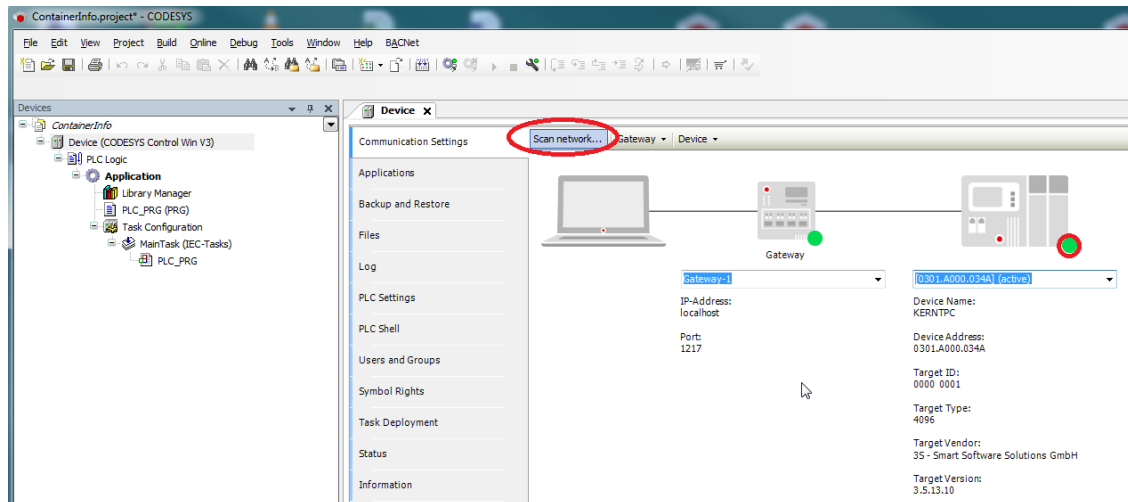 ContainerInfo.project* - CODESYS
File Edit View Project Build Online Debug Tools Window Help BACNet
Devices
ContainerInfo
Device (CODESYS Control Win V3)
PLC Logic
Application
Library Manager
PLC_PRG (PRG)
Task Configuration
MainTask (IEC-Tasks)
PLC_PRG
Device
Communication Settings
Applications
Backup and Restore
Files
Log
PLC Settings
PLC Shell
Users and Groups
Symbol Rights
Task Deployment
Status
Information
Scan network... Gateway Device
Gateway
Gateway-1
IP-Address:
localhost
Port:
1217
[0301.A000.034A] (active)
Device Name:
KERNTPC
Device Address:
0301.A000.034A
Target ID:
0000 0001
Target Type:
4096
Target Vendor:
3S - Smart Software Solutions GmbH
Target Version:
3.5.13.10